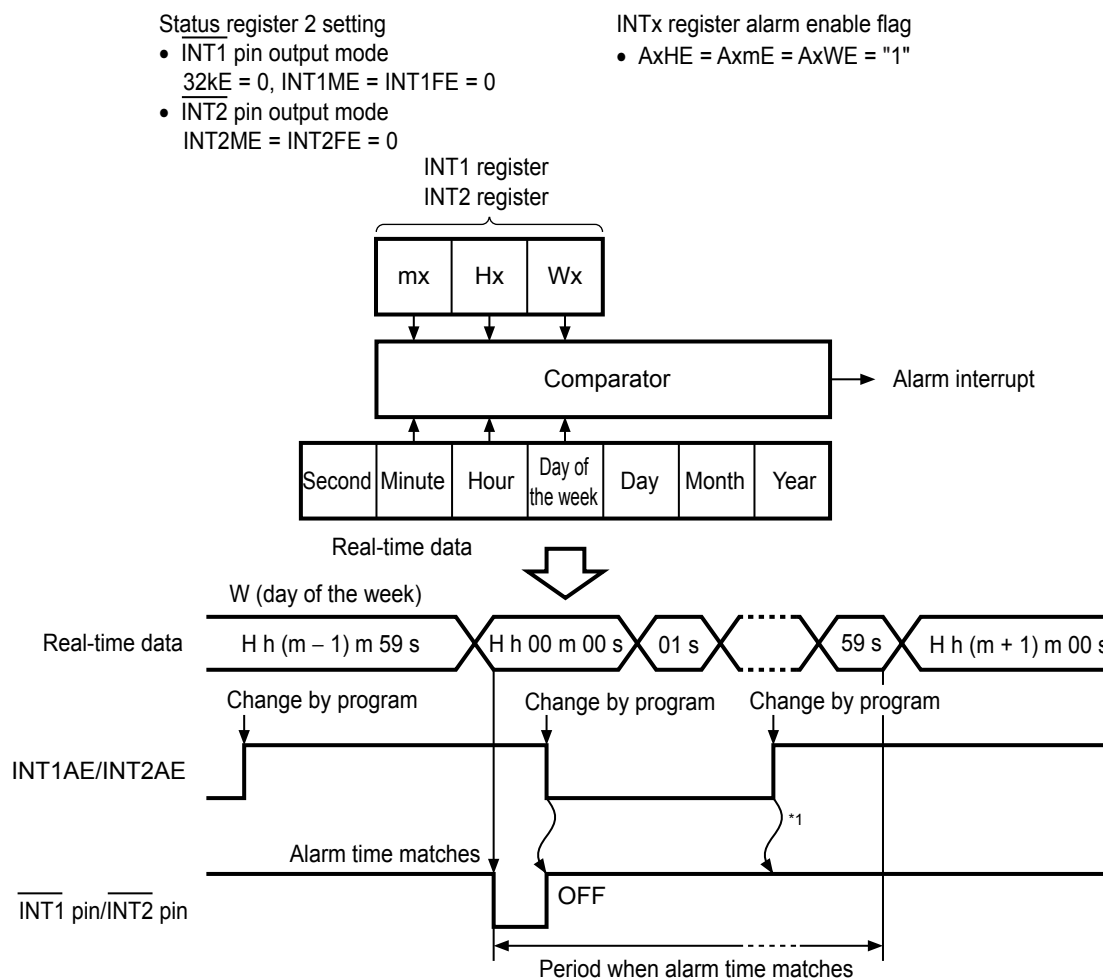 Status register 2 setting
• INT1 pin output mode
32kE = 0, INT1ME = INT1FE = 0
• INT2 pin output mode
INT2ME = INT2FE = 0
INTx register alarm enable flag
• AxHE = AxmE = AxWE = "1"
INT1 register
INT2 register
mx Hx Wx
Comparator
Alarm interrupt
Second Minute Hour Day of the week Day Month Year
Real-time data
W (day of the week)
Real-time data
H h (m − 1) m 59 s H h 00 m 00 s 01 s 59 s H h (m + 1) m 00 s
Change by program Change by program Change by program
INT1AE/INT2AE
*1
Alarm time matches
OFF
INT1 pin/INT2 pin
Period when alarm time matches